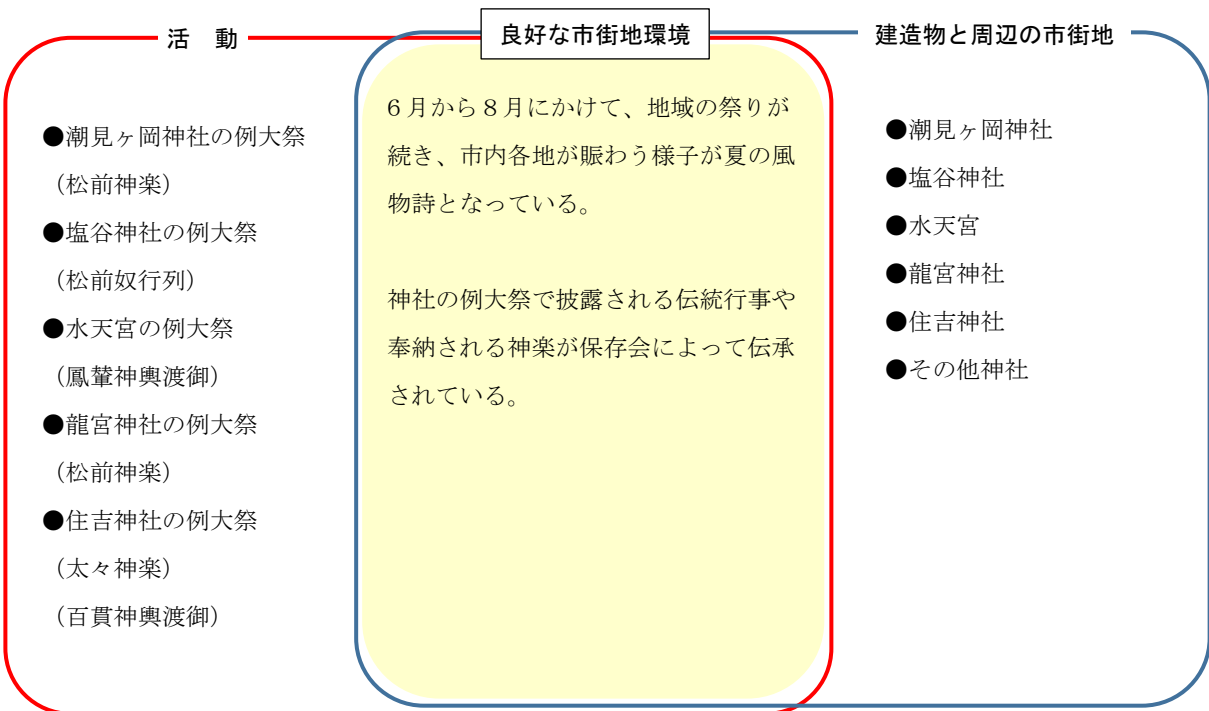 活　動
●潮見ヶ岡神社の例大祭
（松前神楽）
●塩谷神社の例大祭
（松前奴行列）
●水天宮の例大祭
（鳳輦神輿渡御）
●龍宮神社の例大祭
（松前神楽）
●住吉神社の例大祭
（太々神楽）
（百貫神輿渡御）
良好な市街地環境
６月から８月にかけて、地域の祭りが
続き、市内各地が賑わう様子が夏の風
物詩となっている。
神社の例大祭で披露される伝統行事や
奉納される神楽が保存会によって伝承
されている。
建造物と周辺の市街地
●潮見ヶ岡神社
●塩谷神社
●水天宮
●龍宮神社
●住吉神社
●その他神社